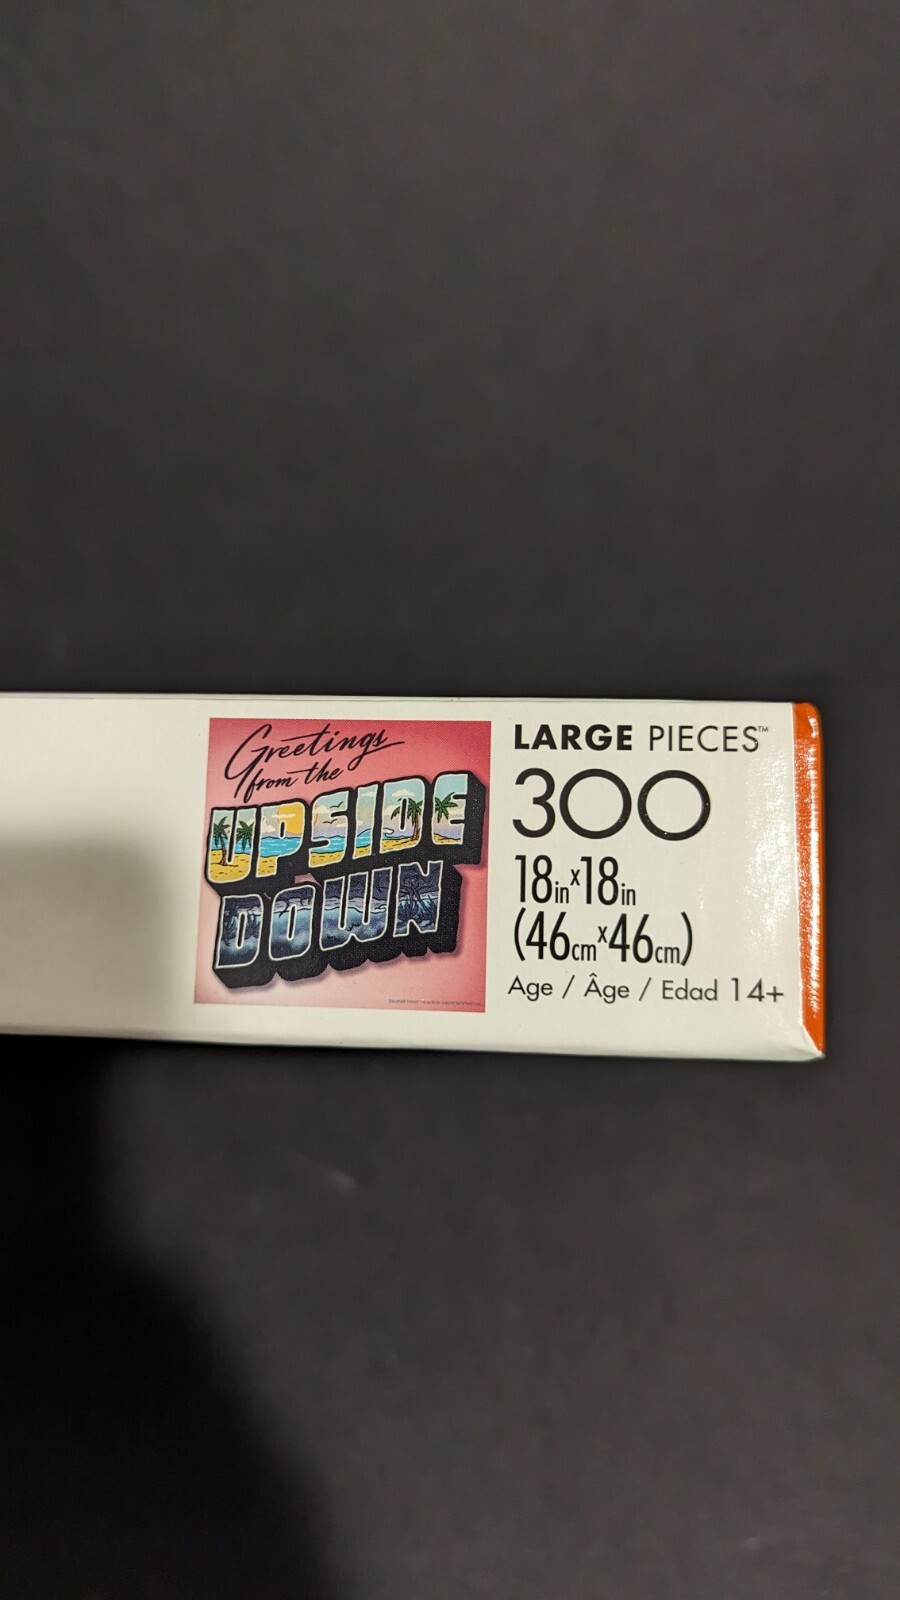 Greetings
from the
UPSIDE
DOWN
LARGE PIECES™
300
18in x 18in
(46cm x 46cm)
Age / Âge / Edad 14+